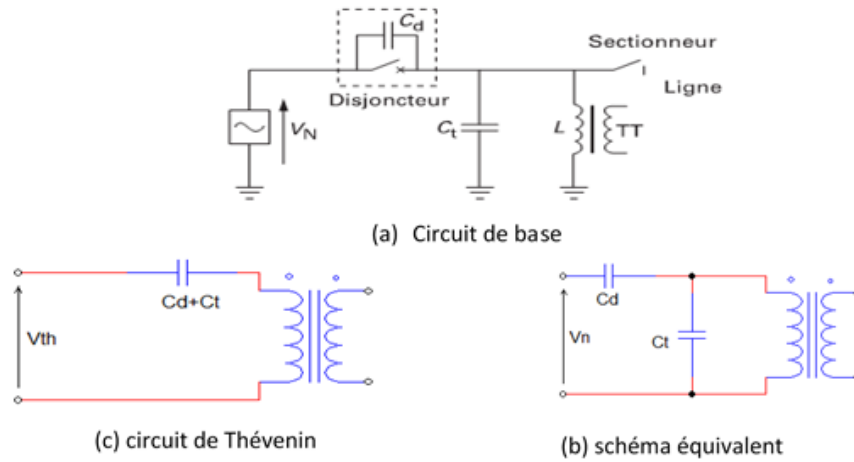 Cd
Sectionneur
Disjoncteur
Ligne
VN
Ct
L
TT
(a) Circuit de base
Cd+Ct
Vth
Cd
Vn
Ct
(c) circuit de Thévenin
(b) schéma équivalent